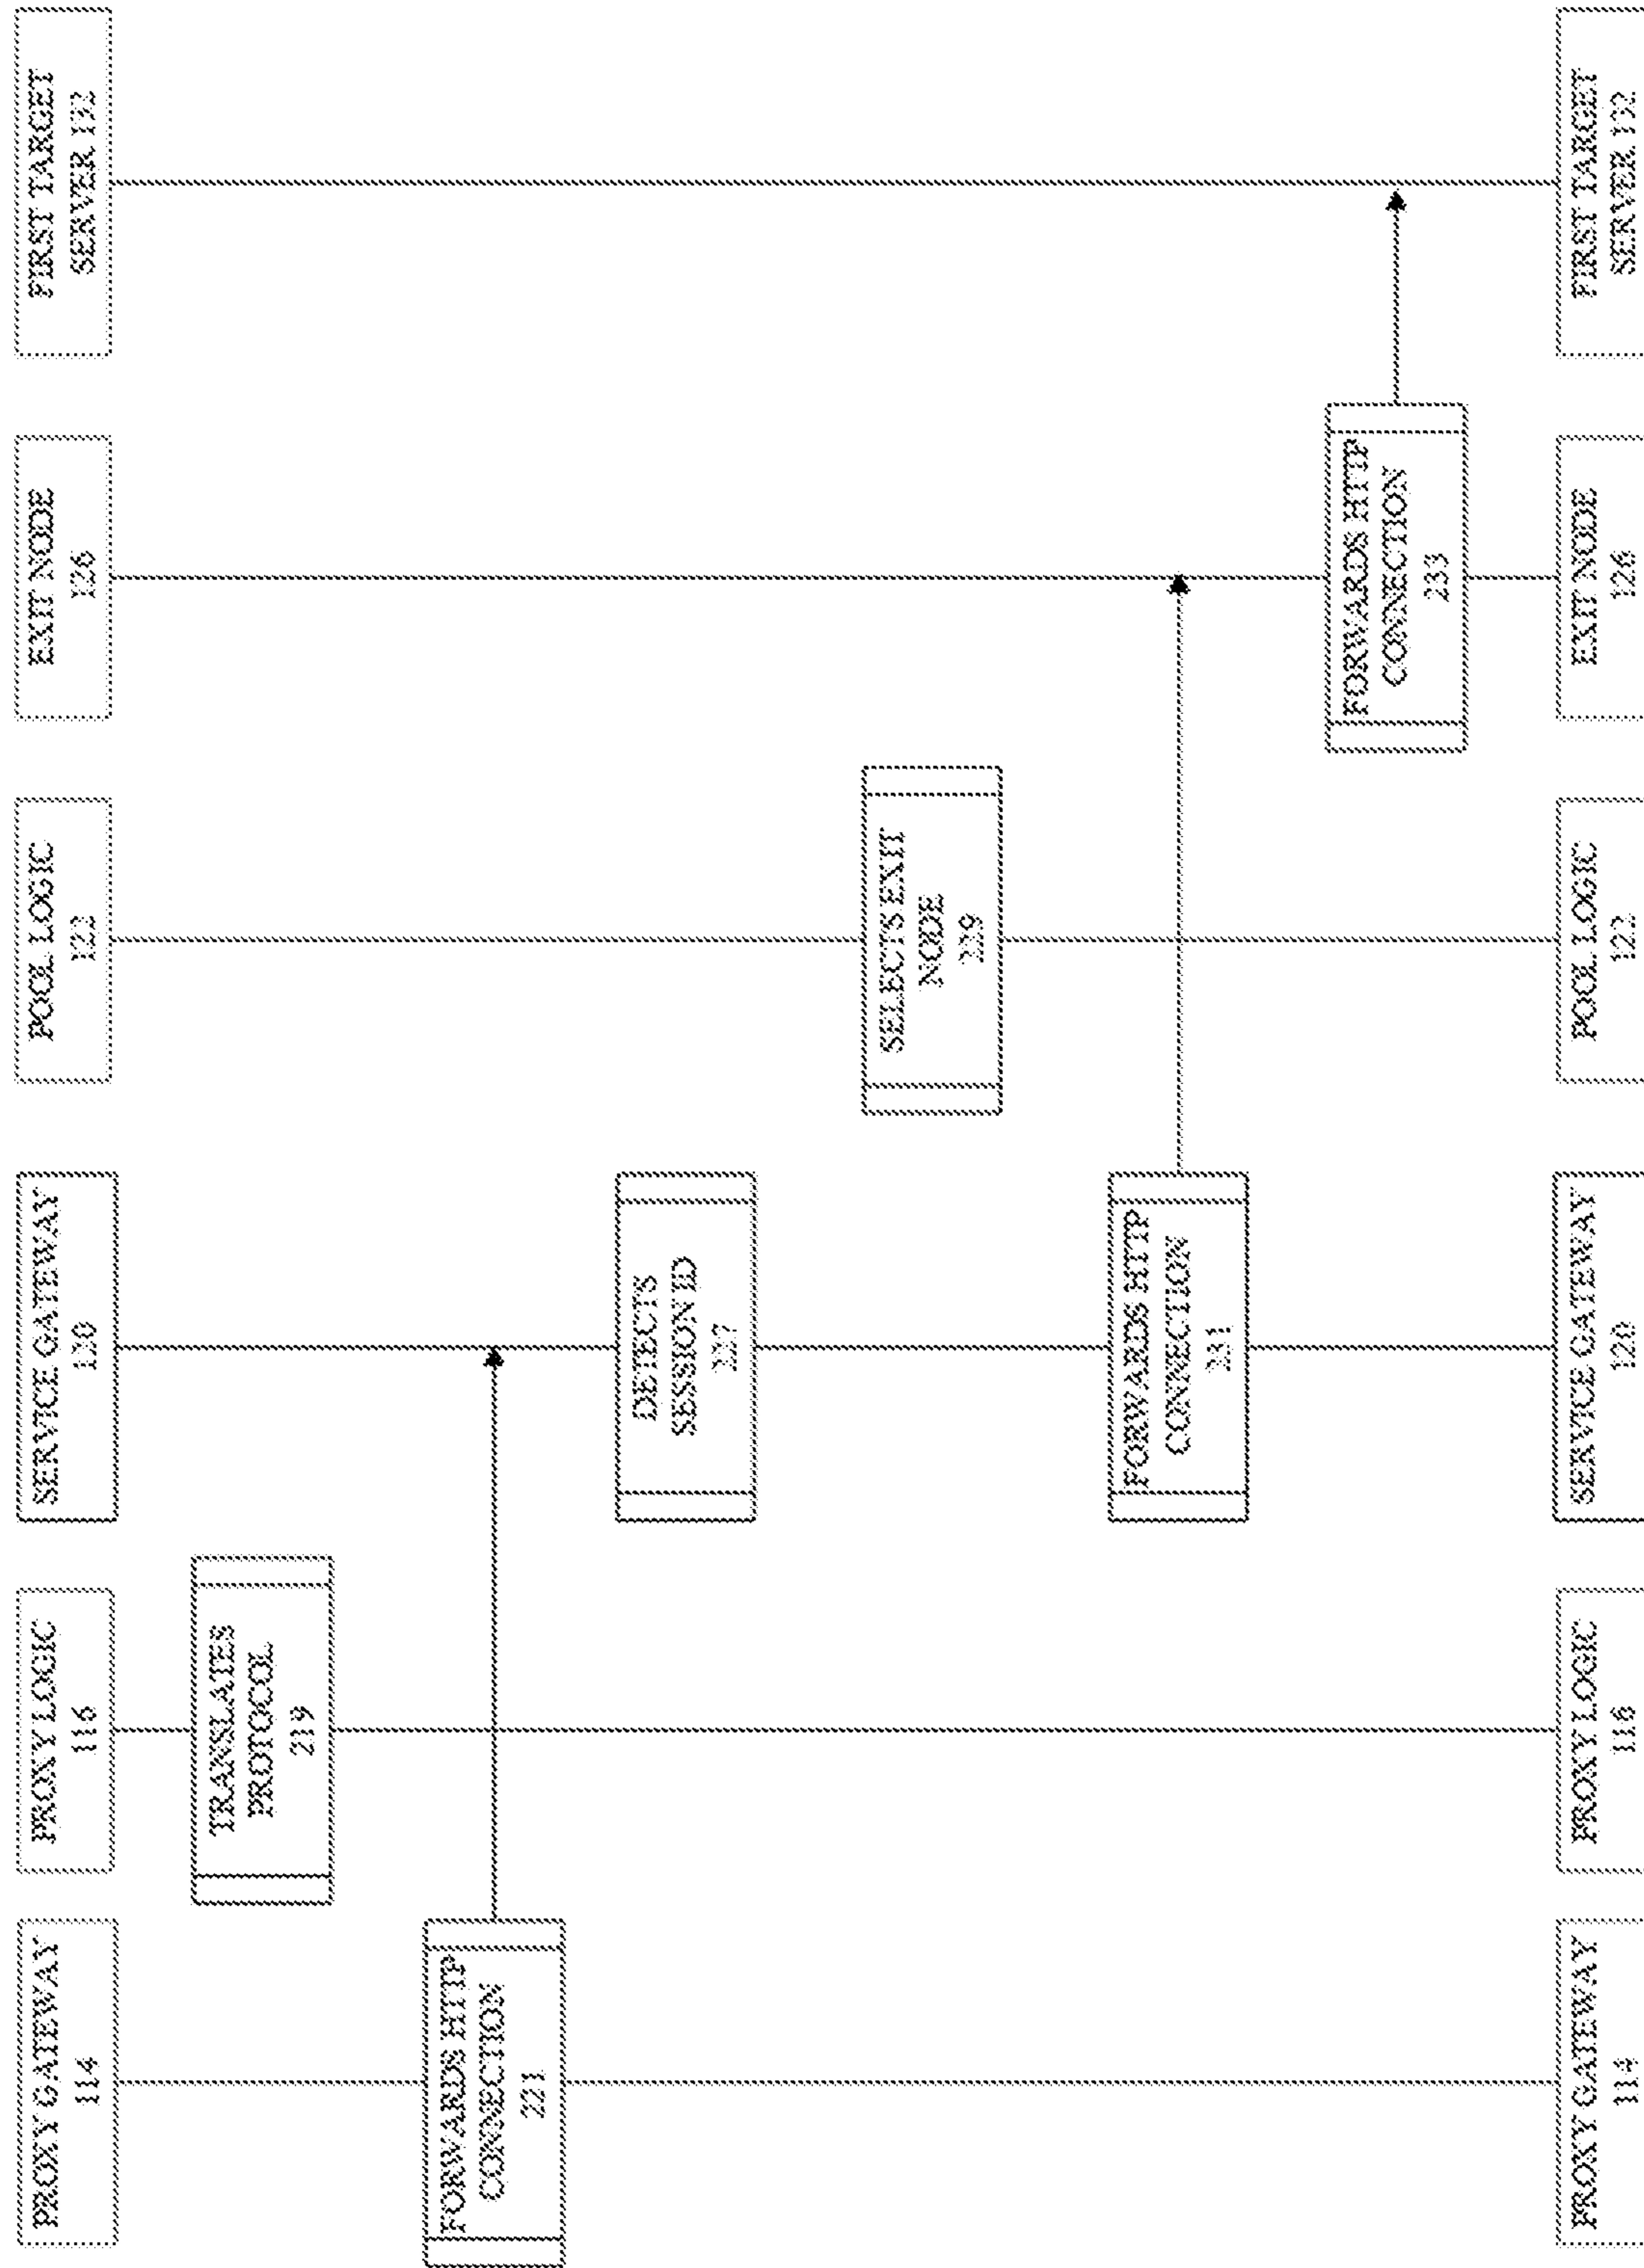 PROXY GATEWAY
114
PROXY LOGIC
116
SERVICE GATEWAY
120
POOL LOGIC
122
EXIT NODE
126
FIRST TARGET
SERVER 132
TRANSLATES
PROTOCOL
219
FORWARDS HTTP
CONNECTION
221
DETECTS
SESSION ID
227
SELECTS EXIT
NODE
229
FORWARDS HTTP
CONNECTION
231
FORWARDS HTTP
CONNECTION
233
PROXY GATEWAY
114
PROXY LOGIC
116
SERVICE GATEWAY
120
POOL LOGIC
122
EXIT NODE
126
FIRST TARGET
SERVER 132